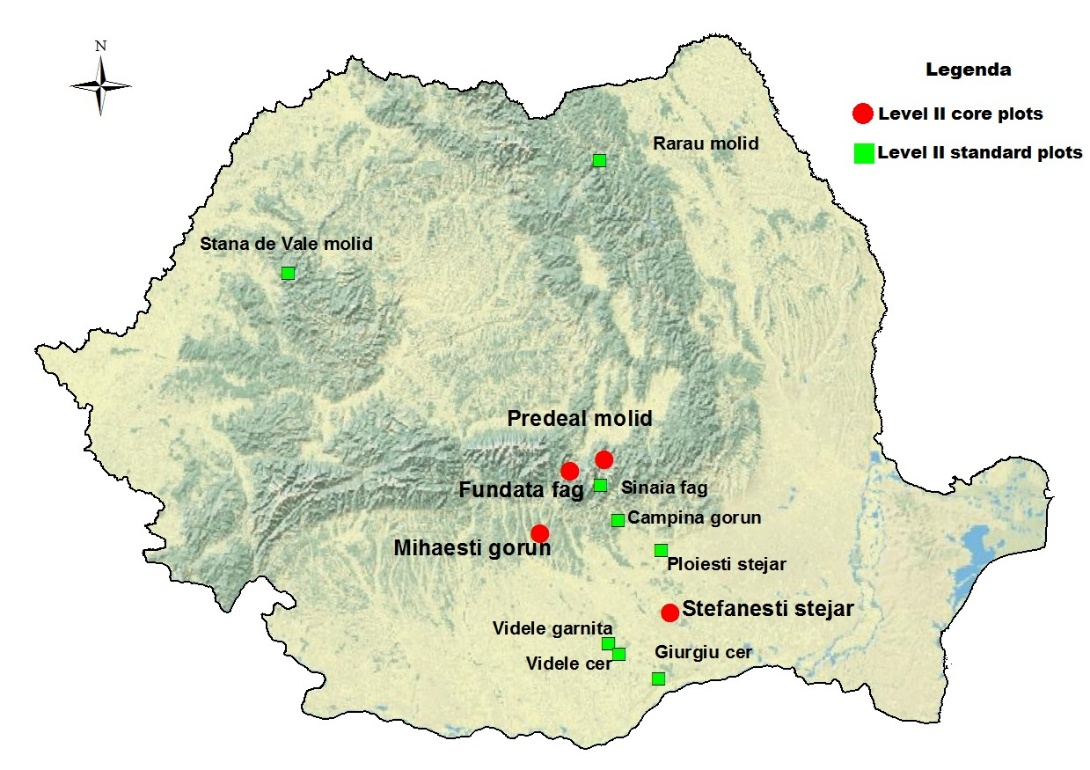 N
Legenda
Level II core plots
Level II standard plots
Rarau molid
Stana de Vale molid
Predeal molid
Fundata fag
Sinaia fag
Campina gorun
Mihaesti gorun
Ploiesti stejar
Stefanesti stejar
Videle garnita
Giurgiu cer
Videle cer